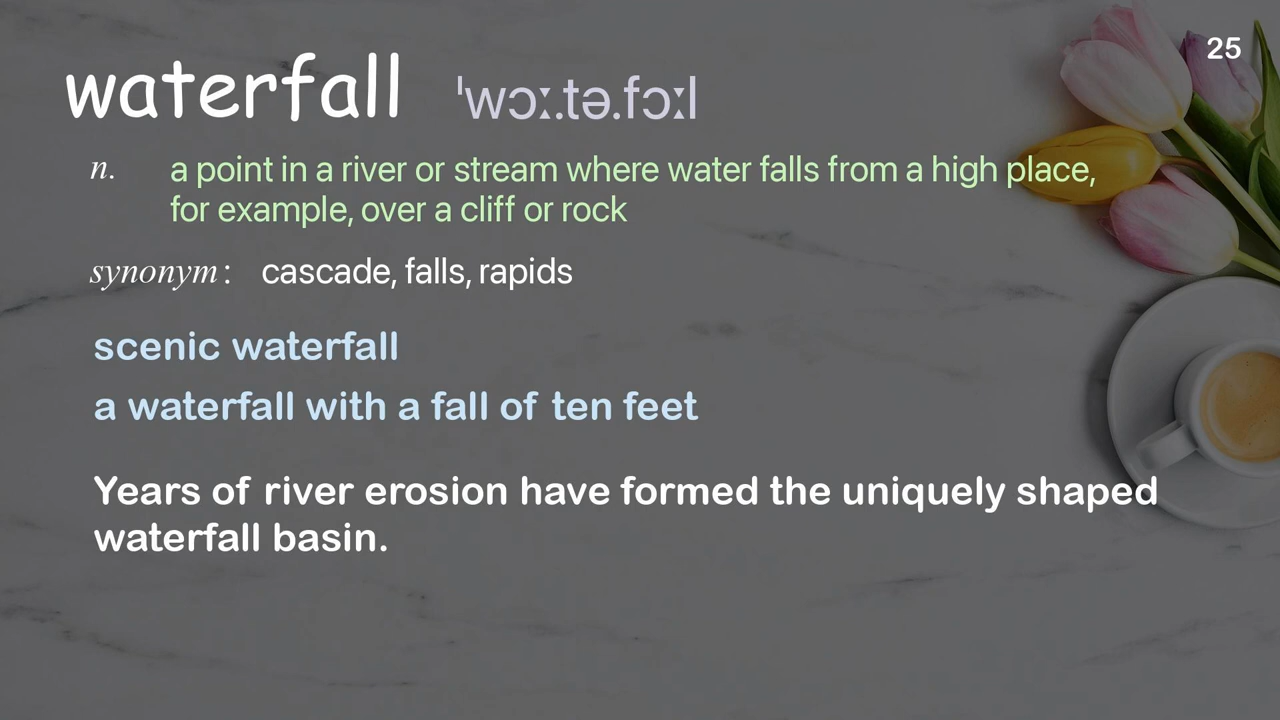 25
waterfall ˈwɔː.tə.fɔːl
n. a point in a river or stream where water falls from a high place,
for example, over a cliff or rock
synonym: cascade, falls, rapids
scenic waterfall
a waterfall with a fall of ten feet
Years of river erosion have formed the uniquely shaped
waterfall basin.